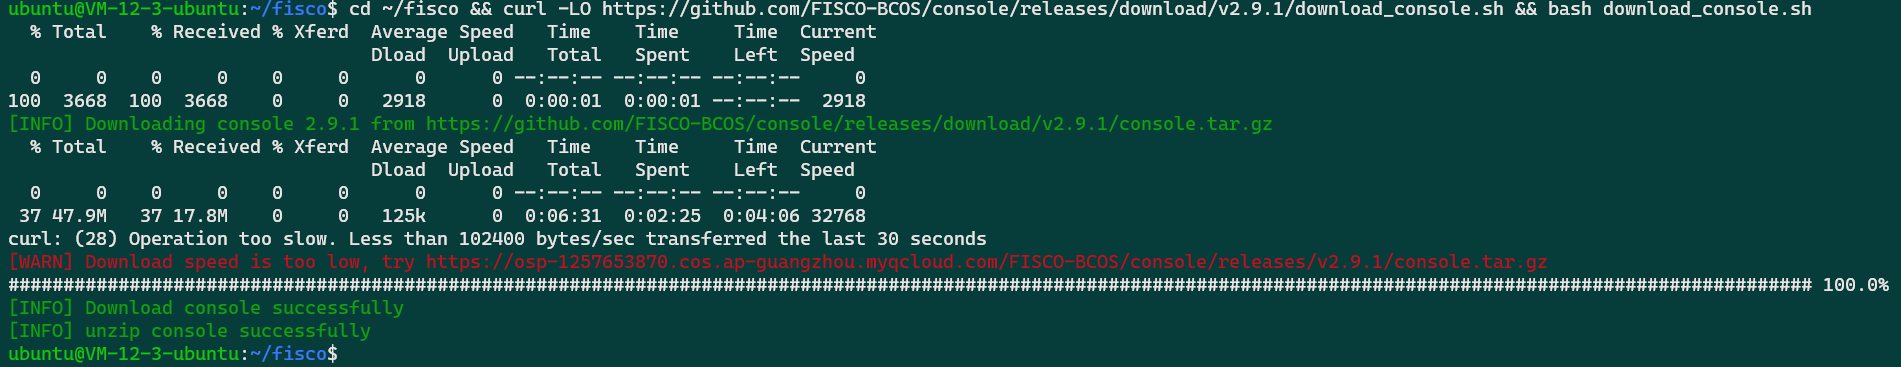 ubuntu@VM-12-3-ubuntu:~/fisco$ cd ~/fisco && curl -LO https://github.com/FISCO-BCOS/console/releases/download/v2.9.1/download_console.sh && bash download_console.sh
  % Total    % Received % Xferd  Average Speed   Time    Time     Time  Current
                                 Dload  Upload   Total   Spent    Left  Speed
  0     0    0     0    0     0      0      0 --:--:-- --:--:-- --:--:--     0
100  3668  100  3668    0     0   2918      0  0:00:01  0:00:01 --:--:--  2918
[INFO] Downloading console 2.9.1 from https://github.com/FISCO-BCOS/console/releases/download/v2.9.1/console.tar.gz
  % Total    % Received % Xferd  Average Speed   Time    Time     Time  Current
                                 Dload  Upload   Total   Spent    Left  Speed
  0     0    0     0    0     0      0      0 --:--:-- --:--:-- --:--:--     0
 37 47.9M   37 17.8M    0     0   125k      0  0:06:31  0:02:25  0:04:06 32768
curl: (28) Operation too slow. Less than 102400 bytes/sec transferred the last 30 seconds
[WARN] Download speed is too low, try https://osp-1257653870.cos.ap-guangzhou.myqcloud.com/FISCO-BCOS/console/releases/v2.9.1/console.tar.gz
#################################################################################################################################################################### 100.0%
[INFO] Download console successfully
[INFO] unzip console successfully
ubuntu@VM-12-3-ubuntu:~/fisco$